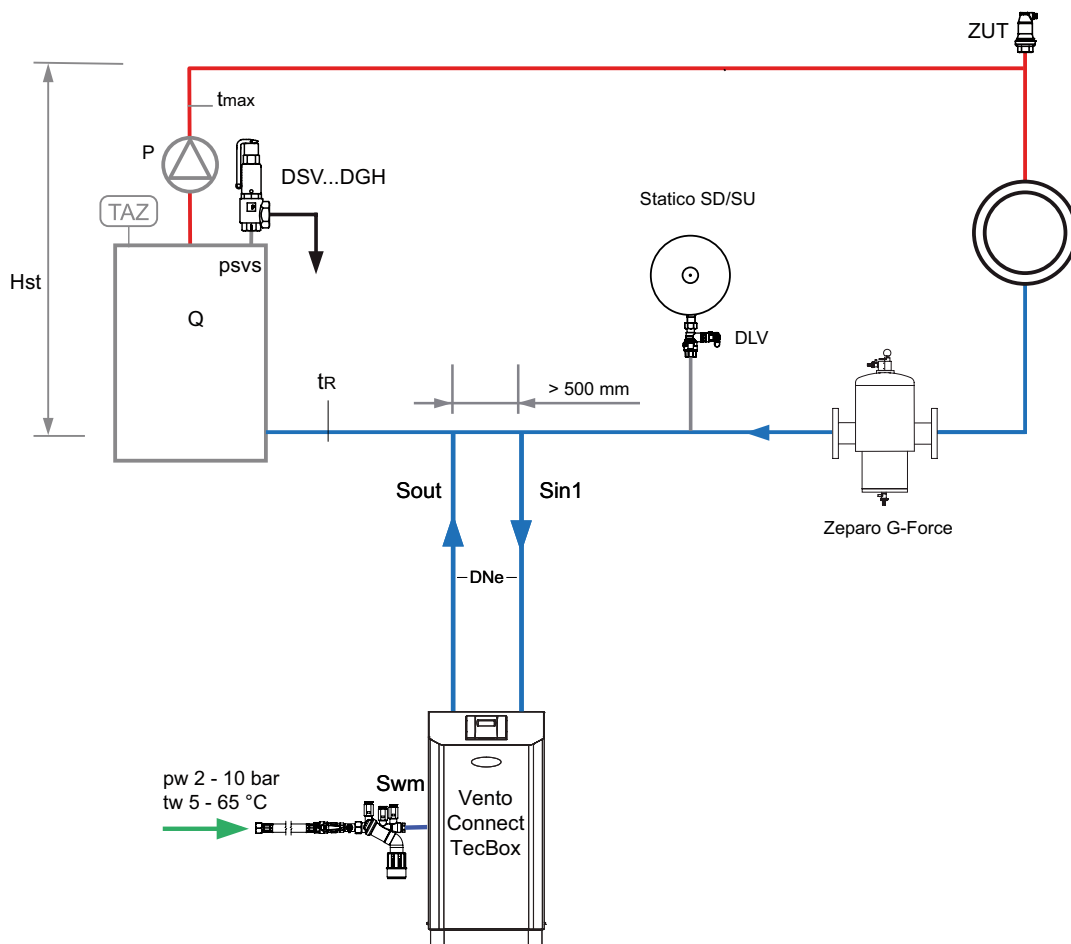 ZUT
tmax
P
DSV...DGH
TAZ
Statico SD/SU
psvs
Hst
Q
DLV
tR
> 500 mm
Sout
Sin1
Zeparo G-Force
DNe
pw 2 - 10 bar
tw 5 - 65 °C
Swm
Vento
Connect
TecBox